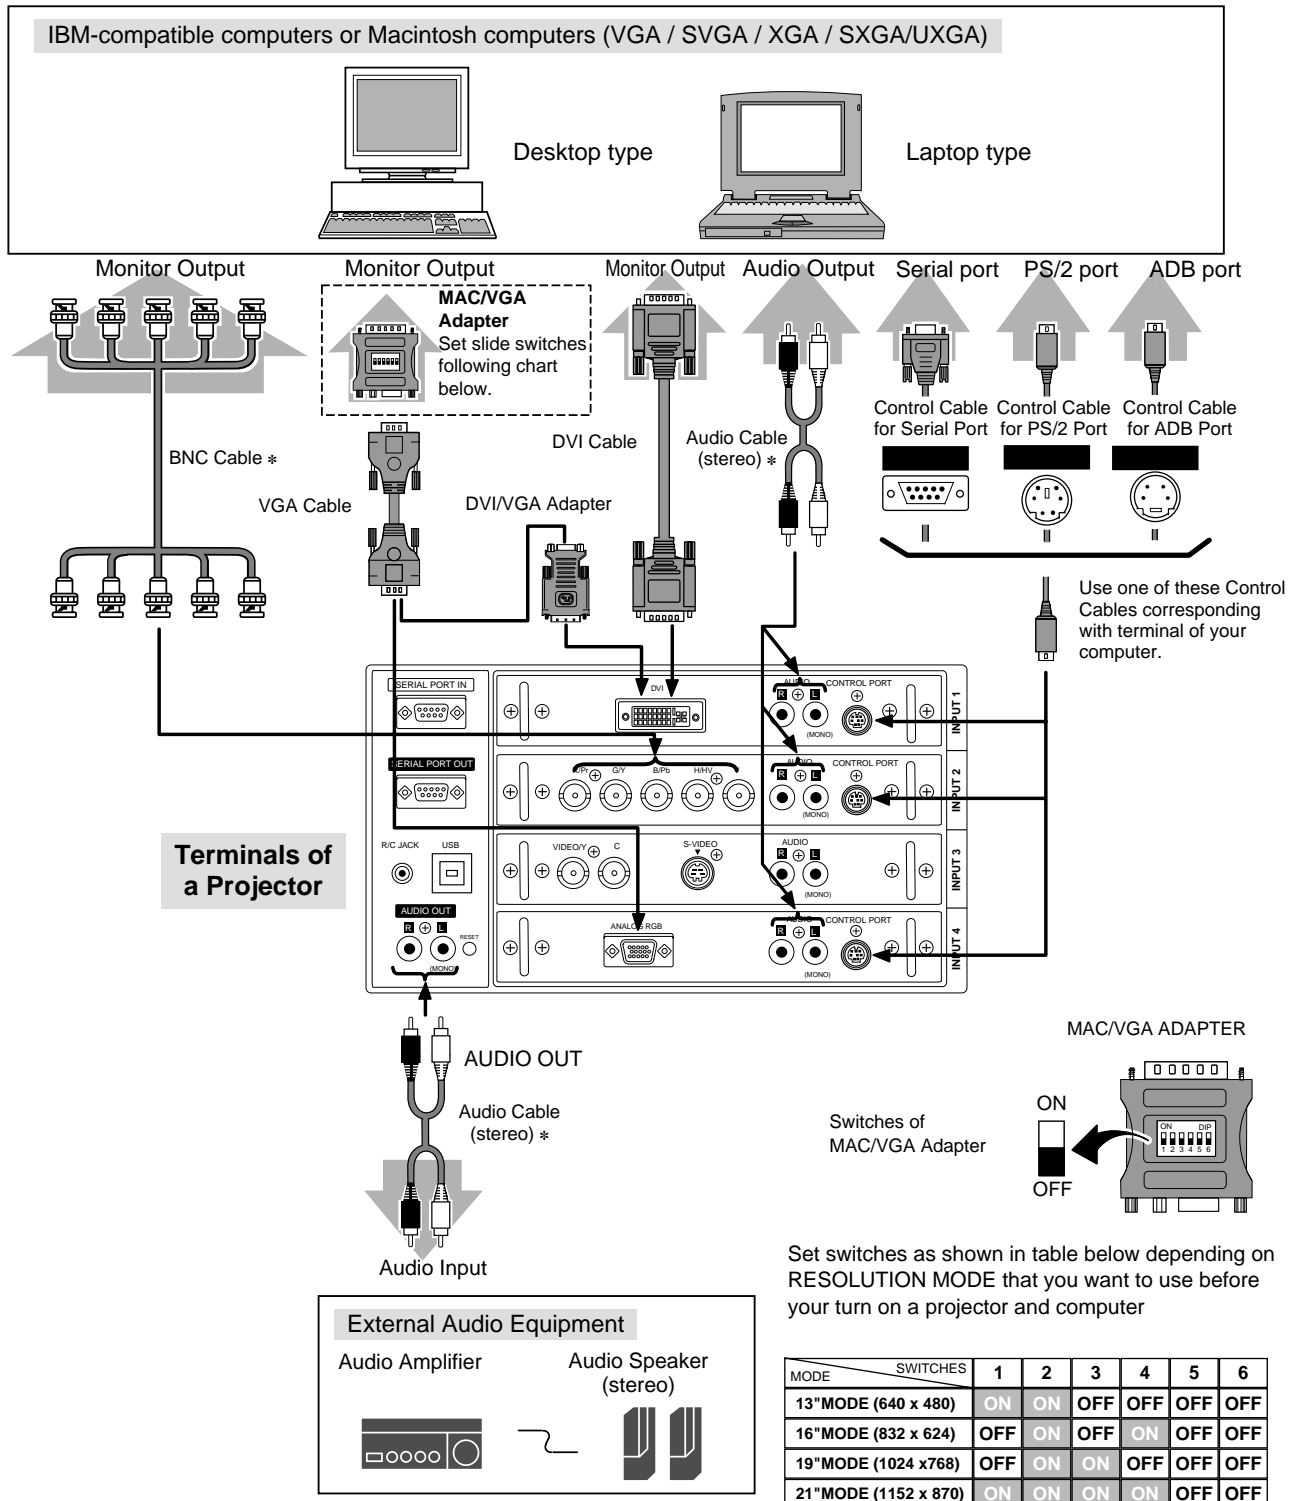 IBM-compatible computers or Macintosh computers (VGA / SVGA / XGA / SXGA/UXGA)
Desktop type
Laptop type
Monitor Output
Monitor Output
Monitor Output
Audio Output
Serial port
PS/2 port
ADB port
MAC/VGA
Adapter
Set slide switches
following chart
below.
Control Cable
for Serial Port
Control Cable
for PS/2 Port
Control Cable
for ADB Port
BNC Cable *
VGA Cable
DVI/VGA Adapter
DVI Cable
Audio Cable
(stereo) *
Use one of these Control
Cables corresponding
with terminal of your
computer.
Terminals of
a Projector
SERIAL PORT IN
SERIAL PORT OUT
R/C JACK
USB
AUDIO OUT
R
L
RESET
(MONO)
DVI
AUDIO
R
L
(MONO)
CONTROL PORT
INPUT 1
/Pr
G/Y
B/Pb
H/HV
AUDIO
R
L
(MONO)
CONTROL PORT
INPUT 2
VIDEO/Y
C
S-VIDEO
AUDIO
R
L
(MONO)
INPUT 3
ANALOG RGB
AUDIO
R
L
(MONO)
CONTROL PORT
INPUT 4
AUDIO OUT
Audio Cable
(stereo) *
Audio Input
External Audio Equipment
Audio Amplifier
Audio Speaker
(stereo)
MAC/VGA ADAPTER
Switches of
MAC/VGA Adapter
ON
OFF
ON DIP
1 2 3 4 5 6
Set switches as shown in table below depending on
RESOLUTION MODE that you want to use before
your turn on a projector and computer
MODE SWITCHES 1 2 3 4 5 6
13"MODE (640 x 480) ON ON OFF OFF OFF OFF
16"MODE (832 x 624) OFF ON OFF ON OFF OFF
19"MODE (1024 x768) OFF ON ON OFF OFF OFF
21"MODE (1152 x 870) ON ON ON ON OFF OFF